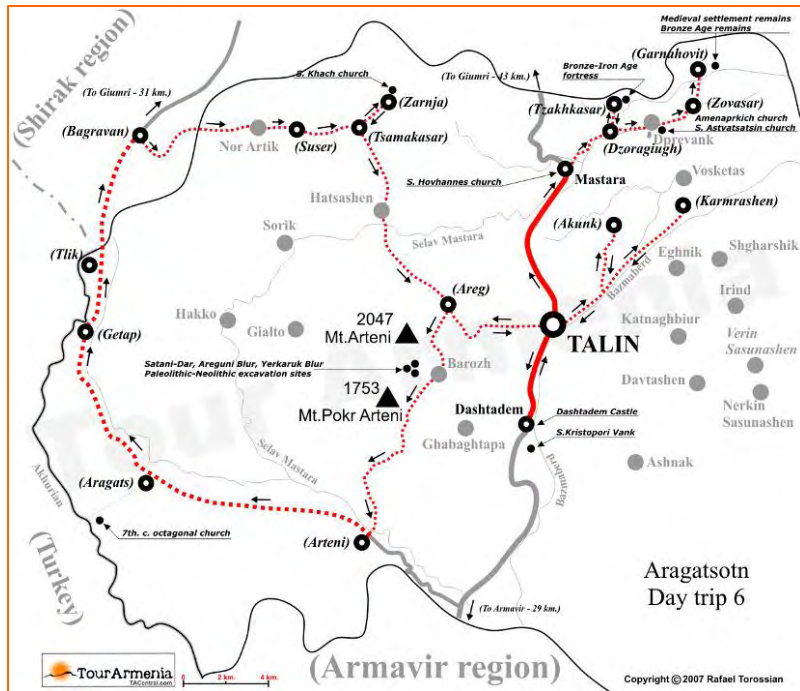 Medieval settlement remains
Bronze Age remains
(Garnahovit)
Bronze-Iron Age
fortress
(To Giumri - 43 km.)
S. Khach church
(To Giumri - 31 km.)
(Shirak region)
(Zarnja)
(Tzakhkasar)
(Zovasar)
Amenaprkich church
S. Astvatsatsin church
(Bagravan)
Nor Artik
(Suser)
(Tsamakasar)
(Dzoragiugh)
Dprevank
S. Hovhannes church
Mastara
Vosketas
(Karmrashen)
Hatsashen
(Akunk)
Sorik
Selav Mastara
Shgharshik
Eghnik
Bazmaberd
(Tlik)
(Areg)
Irind
Hakko
Gialto
2047
Mt.Arteni
(Getap)
TALIN
Katnaghbiur
Verin
Sasunashen
Satani-Dar, Areguni Blur, Yerkaruk Blur
Paleolithic-Neolithic excavation sites
Barozh
1753
Mt.Pokr Arteni
Davtashen
Nerkin
Sasunashen
Dashtadem
Dashtadem Castle
Ghabaghtapa
S.Kristopori Vank
Selav Mastara
Bazmaberd
Ashnak
Akhurian
(Aragats)
7th. c. octagonal church
(Arteni)
(Turkey)
Aragatsotn
Day trip 6
(To Armavir - 29 km.)
(Armavir region)
TourArmenia
TACentral.com
0 2 km. 4 km.
Copyright © 2007 Rafael Torossian
Tour Armenia